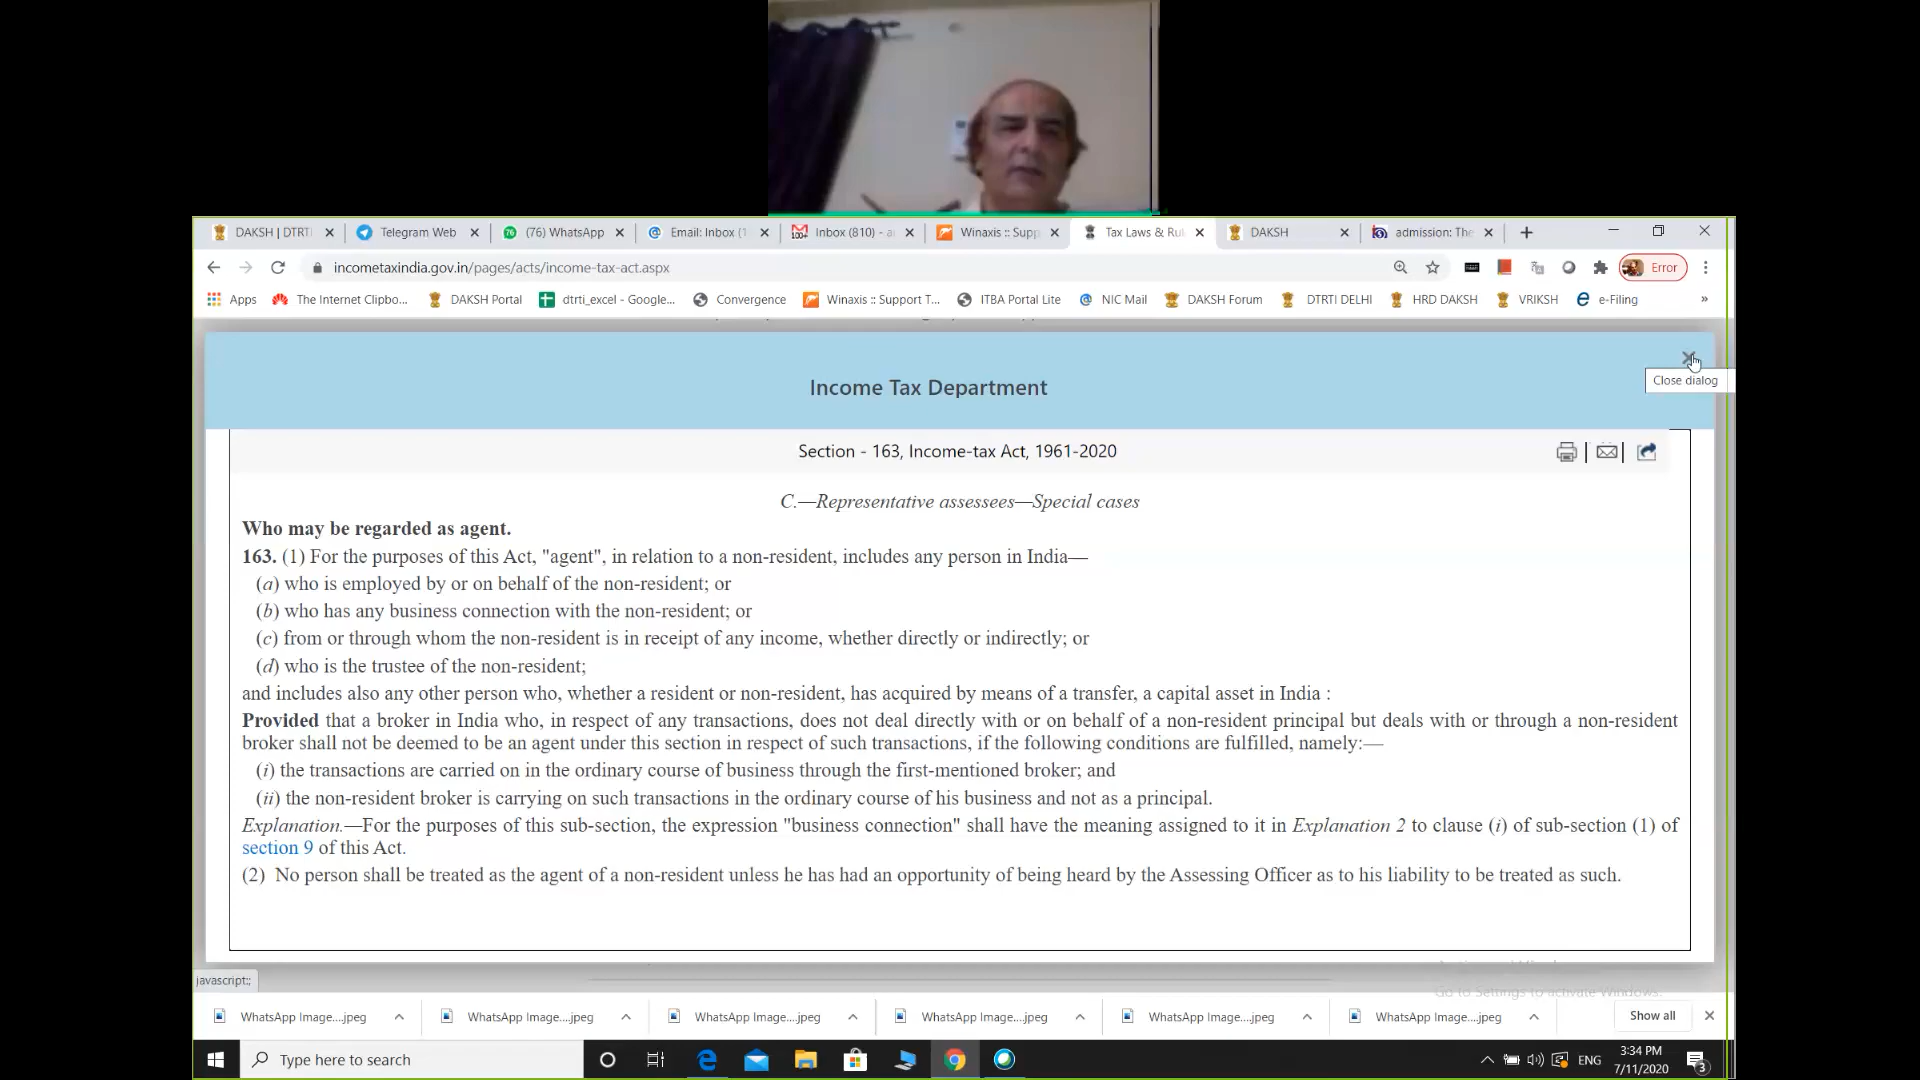 DAKSH | DTRTI
Telegram Web
(76) WhatsApp
Email: Inbox (1
Inbox (810) - a
Winaxis :: Supp
Tax Laws & Rul
DAKSH
admission: The
incometaxindia.gov.in/pages/acts/income-tax-act.aspx
Error
Apps
The Internet Clipbo...
DAKSH Portal
dtrti_excel - Google...
Convergence
Winaxis :: Support T...
ITBA Portal Lite
NIC Mail
DAKSH Forum
DTRTI DELHI
HRD DAKSH
VRIKSH
e-Filing
»
Close dialog
Income Tax Department
Section - 163, Income-tax Act, 1961-2020
C.—Representative assessees—Special cases
Who may be regarded as agent.
163. (1) For the purposes of this Act, "agent", in relation to a non-resident, includes any person in India—
(a) who is employed by or on behalf of the non-resident; or
(b) who has any business connection with the non-resident; or
(c) from or through whom the non-resident is in receipt of any income, whether directly or indirectly; or
(d) who is the trustee of the non-resident;
and includes also any other person who, whether a resident or non-resident, has acquired by means of a transfer, a capital asset in India :
Provided that a broker in India who, in respect of any transactions, does not deal directly with or on behalf of a non-resident principal but deals with or through a non-resident
broker shall not be deemed to be an agent under this section in respect of such transactions, if the following conditions are fulfilled, namely:—
(i) the transactions are carried on in the ordinary course of business through the first-mentioned broker; and
(ii) the non-resident broker is carrying on such transactions in the ordinary course of his business and not as a principal.
Explanation.—For the purposes of this sub-section, the expression "business connection" shall have the meaning assigned to it in Explanation 2 to clause (i) of sub-section (1) of
section 9 of this Act.
(2) No person shall be treated as the agent of a non-resident unless he has had an opportunity of being heard by the Assessing Officer as to his liability to be treated as such.
javascript:;
Go to Settings to activate Windows.
WhatsApp Image....jpeg
WhatsApp Image....jpeg
WhatsApp Image....jpeg
WhatsApp Image....jpeg
WhatsApp Image....jpeg
WhatsApp Image....jpeg
Show all
Type here to search
ENG
3:34 PM
7/11/2020
3